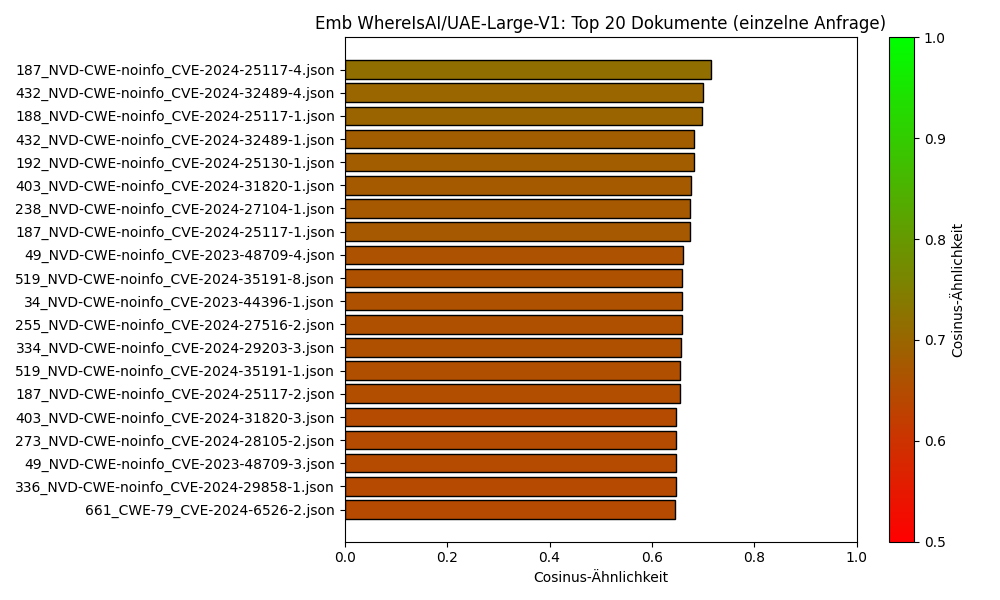 Emb WhereIsAI/UAE-Large-V1: Top 20 Dokumente (einzelne Anfrage)
187_NVD-CWE-noinfo_CVE-2024-25117-4.json
432_NVD-CWE-noinfo_CVE-2024-32489-4.json
188_NVD-CWE-noinfo_CVE-2024-25117-1.json
432_NVD-CWE-noinfo_CVE-2024-32489-1.json
192_NVD-CWE-noinfo_CVE-2024-25130-1.json
403_NVD-CWE-noinfo_CVE-2024-31820-1.json
238_NVD-CWE-noinfo_CVE-2024-27104-1.json
187_NVD-CWE-noinfo_CVE-2024-25117-1.json
49_NVD-CWE-noinfo_CVE-2023-48709-4.json
519_NVD-CWE-noinfo_CVE-2024-35191-8.json
34_NVD-CWE-noinfo_CVE-2023-44396-1.json
255_NVD-CWE-noinfo_CVE-2024-27516-2.json
334_NVD-CWE-noinfo_CVE-2024-29203-3.json
519_NVD-CWE-noinfo_CVE-2024-35191-1.json
187_NVD-CWE-noinfo_CVE-2024-25117-2.json
403_NVD-CWE-noinfo_CVE-2024-31820-3.json
273_NVD-CWE-noinfo_CVE-2024-28105-2.json
49_NVD-CWE-noinfo_CVE-2023-48709-3.json
336_NVD-CWE-noinfo_CVE-2024-29858-1.json
661_CWE-79_CVE-2024-6526-2.json
0.0 0.2 0.4 0.6 0.8 1.0
Cosinus-Ähnlichkeit
1.0
0.9
0.8
0.7
0.6
0.5
Cosinus-Ähnlichkeit